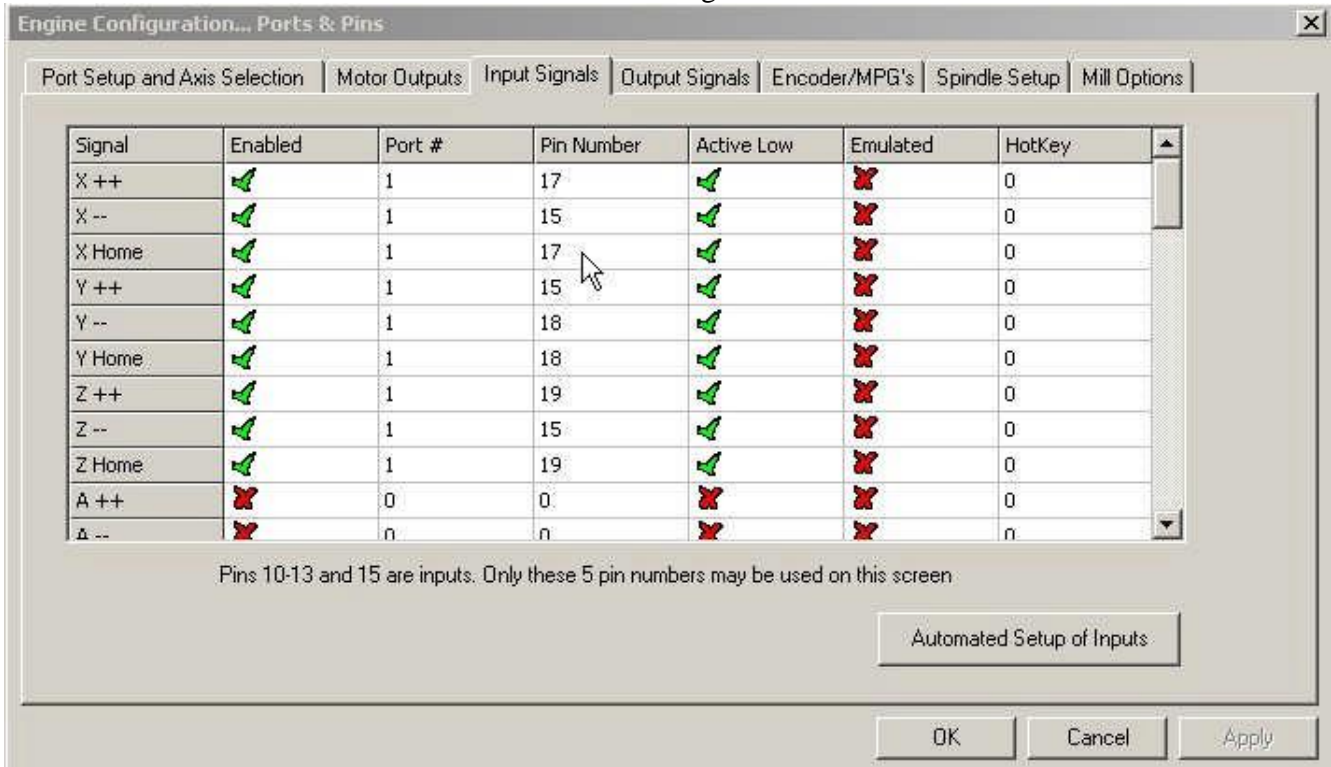 Engine Configuration... Ports & Pins
Port Setup and Axis Selection Motor Outputs Input Signals Output Signals Encoder/MPG's Spindle Setup Mill Options
Signal Enabled Port # Pin Number Active Low Emulated HotKey
X ++ 1 17 0
X -- 1 15 0
X Home 1 17 0
Y ++ 1 15 0
Y -- 1 18 0
Y Home 1 18 0
Z ++ 1 19 0
Z -- 1 15 0
Z Home 1 19 0
A ++ 0 0 0
A -- 0 0 0
Pins 10-13 and 15 are inputs. Only these 5 pin numbers may be used on this screen
Automated Setup of Inputs
OK Cancel Apply